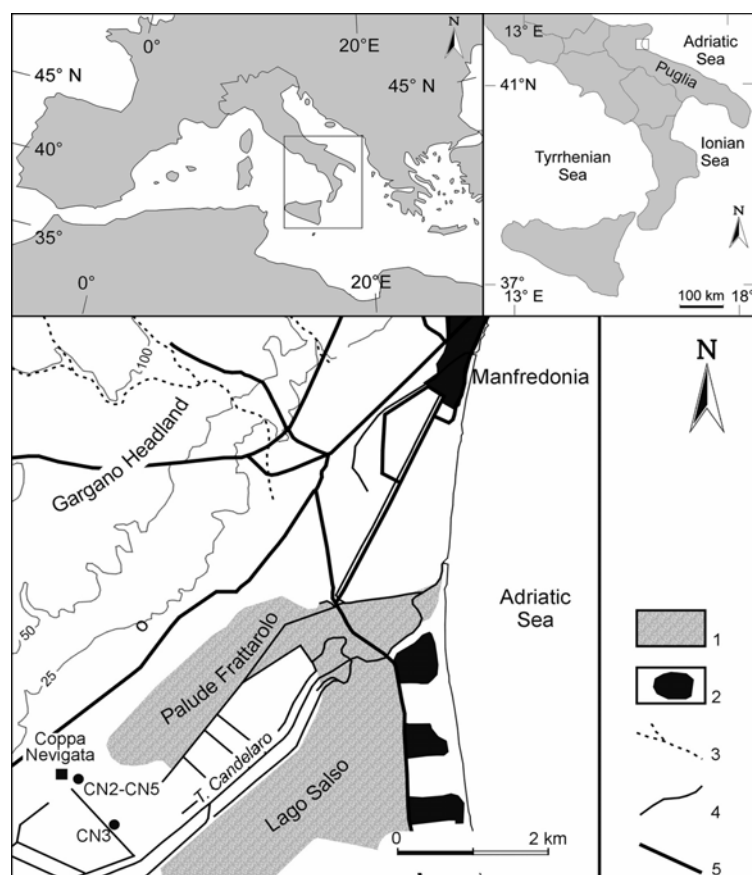 0°
20°E
N
45° N
45° N
40°
35°
0°
20°E
13° E
Adriatic
Sea
Puglia
41°N
Ionian
Sea
Tyrrhenian
Sea
N
37°
13° E
100 km
18°
100
Manfredonia
N
Gargano Headland
Adriatic
Sea
50
25
Palude Frattarolo
1
2
Coppa
Nevigata
CN2-CN5
T. Candelaro
3
CN3
Lago Salso
4
0
2 km
5